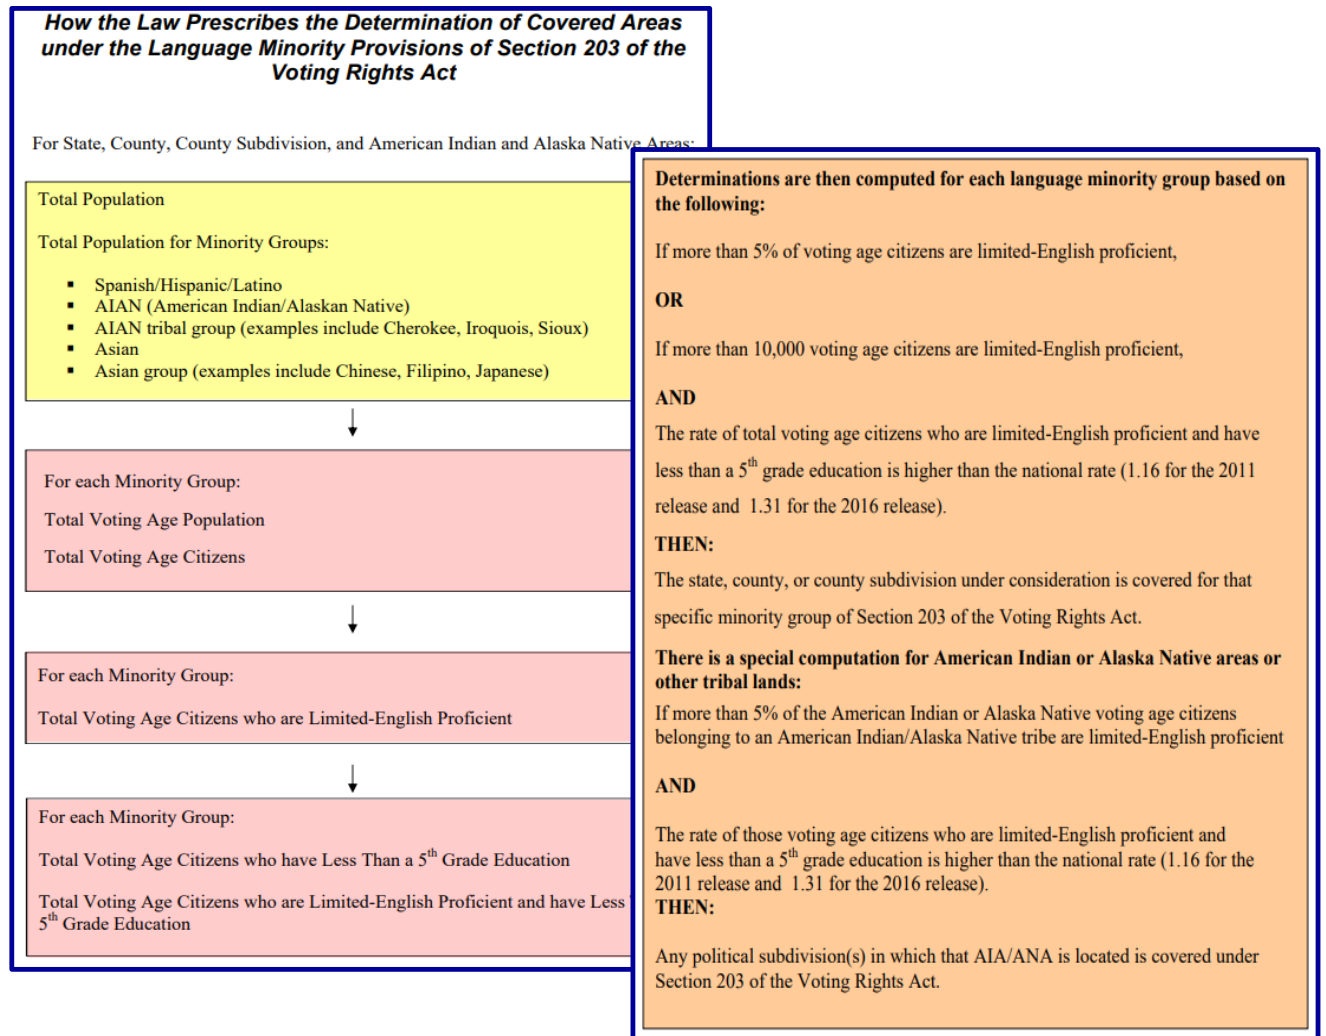 How the Law Prescribes the Determination of Covered Areas
under the Language Minority Provisions of Section 203 of the
Voting Rights Act
For State, County, County Subdivision, and American Indian and Alaska Native Areas:
Total Population
Total Population for Minority Groups:
▪ Spanish/Hispanic/Latino
▪ AIAN (American Indian/Alaskan Native)
▪ AIAN tribal group (examples include Cherokee, Iroquois, Sioux)
▪ Asian
▪ Asian group (examples include Chinese, Filipino, Japanese)
For each Minority Group:
Total Voting Age Population
Total Voting Age Citizens
For each Minority Group:
Total Voting Age Citizens who are Limited-English Proficient
For each Minority Group:
Total Voting Age Citizens who have Less Than a 5th Grade Education
Total Voting Age Citizens who are Limited-English Proficient and have Less
5th Grade Education
Determinations are then computed for each language minority group based on
the following:
If more than 5% of voting age citizens are limited-English proficient,
OR
If more than 10,000 voting age citizens are limited-English proficient,
AND
The rate of total voting age citizens who are limited-English proficient and have
less than a 5th grade education is higher than the national rate (1.16 for the 2011
release and 1.31 for the 2016 release).
THEN:
The state, county, or county subdivision under consideration is covered for that
specific minority group of Section 203 of the Voting Rights Act.
There is a special computation for American Indian or Alaska Native areas or
other tribal lands:
If more than 5% of the American Indian or Alaska Native voting age citizens
belonging to an American Indian/Alaska Native tribe are limited-English proficient
AND
The rate of those voting age citizens who are limited-English proficient and
have less than a 5th grade education is higher than the national rate (1.16 for the
2011 release and 1.31 for the 2016 release).
THEN:
Any political subdivision(s) in which that AIA/ANA is located is covered under
Section 203 of the Voting Rights Act.